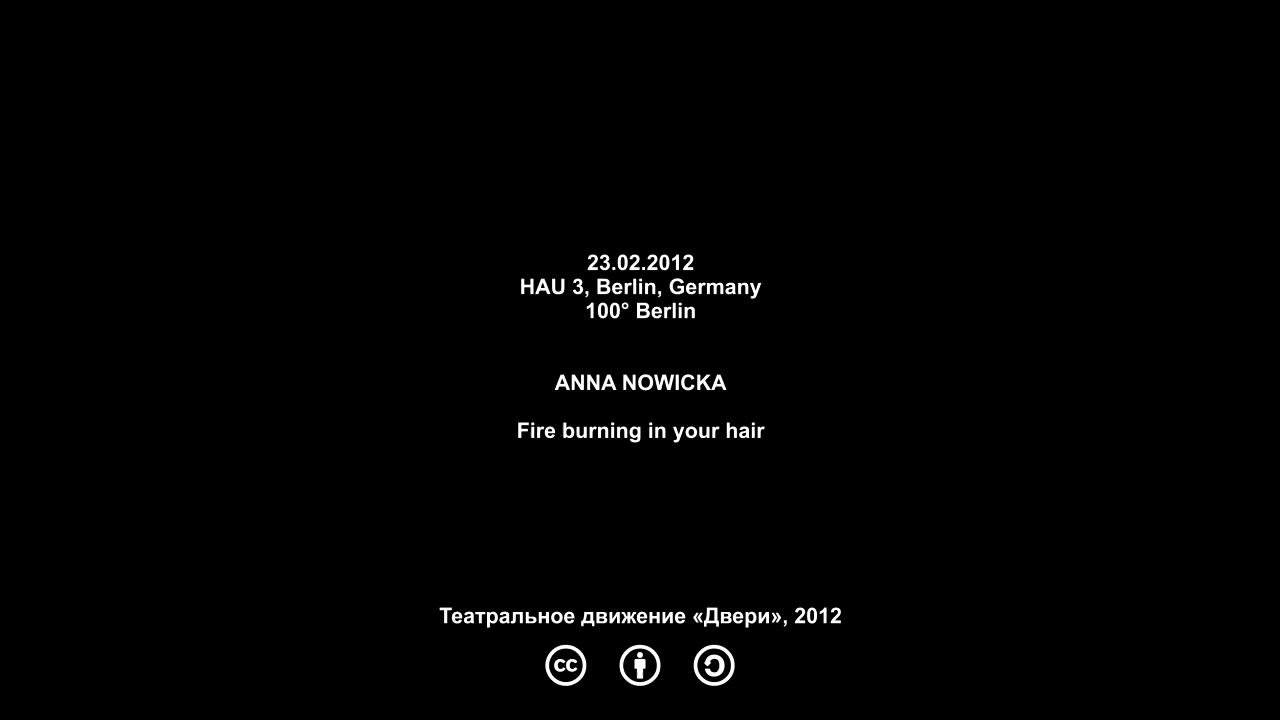 23.02.2012
HAU 3, Berlin, Germany
100° Berlin
ANNA NOWICKA
Fire burning in your hair
Театральное движение «Двери», 2012
cc